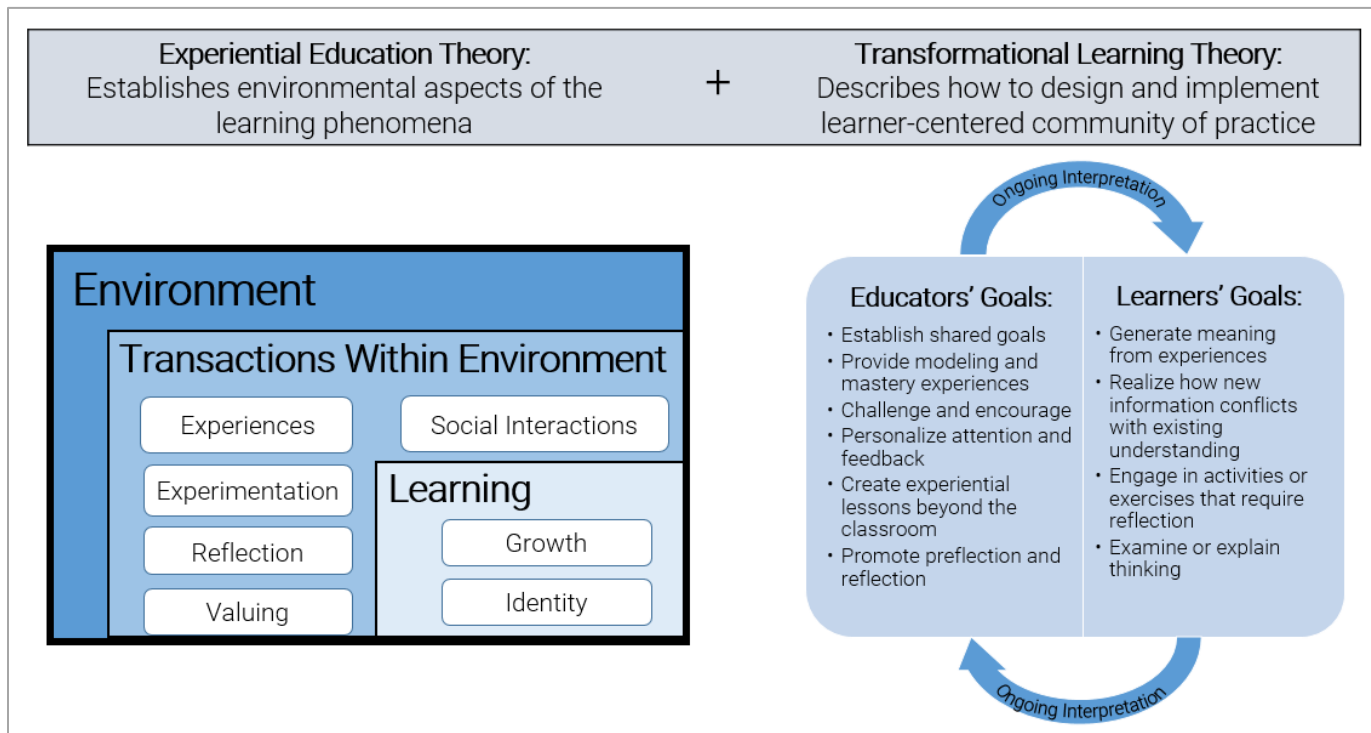 Experiential Education Theory:
Establishes environmental aspects of the
learning phenomena
+
Transformational Learning Theory:
Describes how to design and implement
learner-centered community of practice
Environment
Transactions Within Environment
Experiences
Social Interactions
Experimentation
Reflection
Valuing
Learning
Growth
Identity
Ongoing Interpretation
Educators’ Goals:
• Establish shared goals
• Provide modeling and
mastery experiences
• Challenge and encourage
• Personalize attention and
feedback
• Create experiential
lessons beyond the
classroom
• Promote preflection and
reflection
Learners’ Goals:
• Generate meaning
from experiences
• Realize how new
information conflicts
with existing
understanding
• Engage in activities or
exercises that require
reflection
• Examine or explain
thinking
Ongoing Interpretation